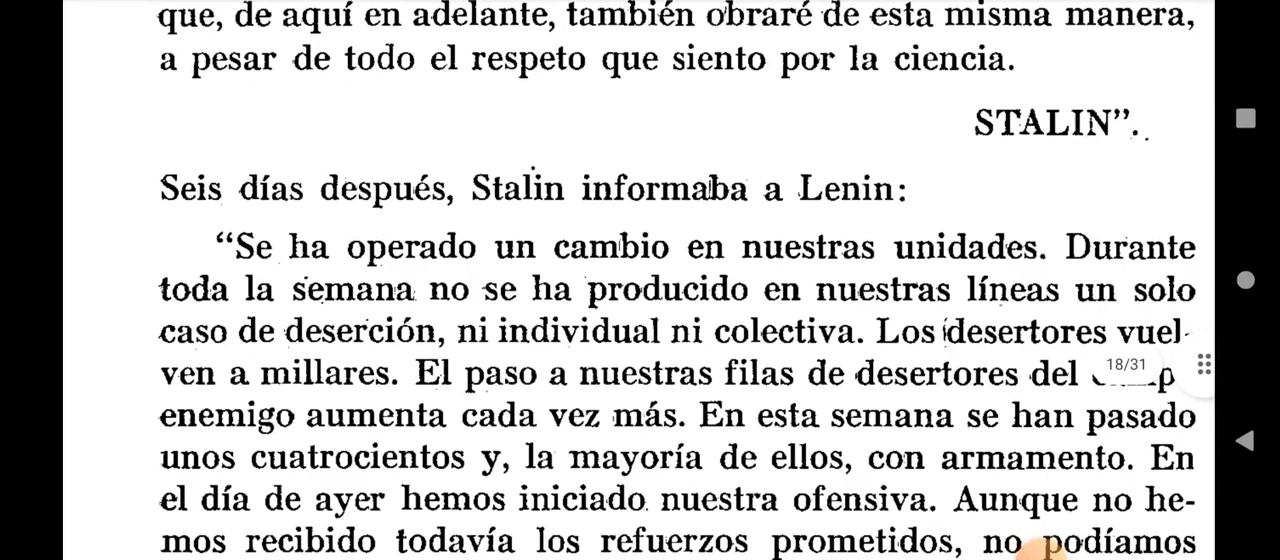 que, de aquí en adelante, también obraré de esta misma manera,
a pesar de todo el respeto que siento por la ciencia.
STALIN”.
Seis días después, Stalin informaba a Lenin:
“Se ha operado un cambio en nuestras unidades. Durante
toda la semana no se ha producido en nuestras líneas un solo
caso de deserción, ni individual ni colectiva. Los desertores vuel-
ven a millares. El paso a nuestras filas de desertores del
18/31
enemigo aumenta cada vez más. En esta semana se han pasado
unos cuatrocientos y, la mayoría de ellos, con armamento. En
el día de ayer hemos iniciado nuestra ofensiva. Aunque no he-
mos recibido todavía los refuerzos prometidos, no podíamos